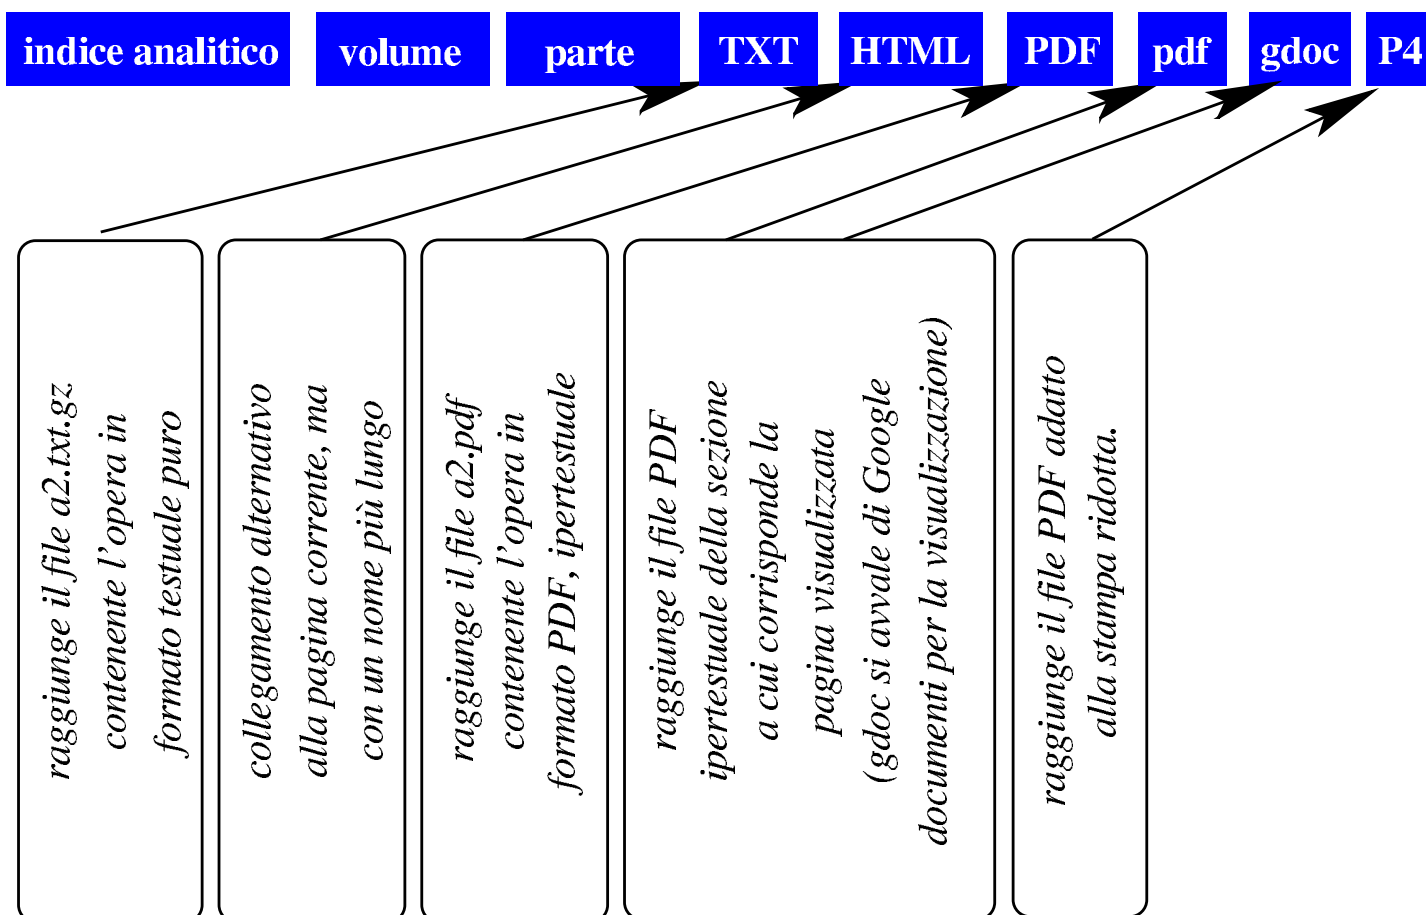 indice analitico
volume
parte
TXT
HTML
PDF
pdf
gdoc
P4
raggiunge il file a2.txt.gz
contenente l'opera in
formato testuale puro
collegamento alternativo
alla pagina corrente, ma
con un nome più lungo
raggiunge il file a2.pdf
contenente l'opera in
formato PDF, ipertestuale
raggiunge il file PDF
ipertestuale della sezione
a cui corrisponde la
pagina visualizzata
(gdoc si avvale di Google
documenti per la visualizzazione)
raggiunge il file PDF adatto
alla stampa ridotta.